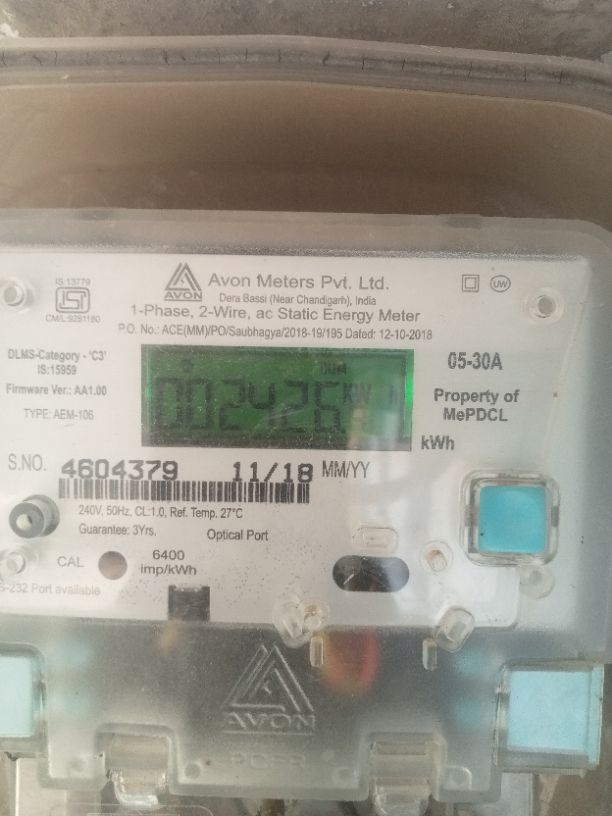 IS:13779
CM/L:9291180
AVON
Avon Meters Pvt. Ltd.
Dera Bassi (Near Chandigarh), India
1-Phase, 2-Wire, ac Static Energy Meter
P.O. No.: ACE(MM)/PO/Saubhagya/2018-19/195 Dated: 12-10-2018
UW
DLMS-Category - 'C3'
IS:15959
Firmware Ver.: AA1.00
TYPE: AEM-106
002426 kWh
05-30A
Property of
MePDCL
kWh
S.NO. 4604379 11/18 MM/YY
240V, 50Hz, CL:1.0, Ref. Temp. 27°C
Guarantee: 3Yrs. Optical Port
CAL 6400
imp/kWh
S-232 Port available
AVON